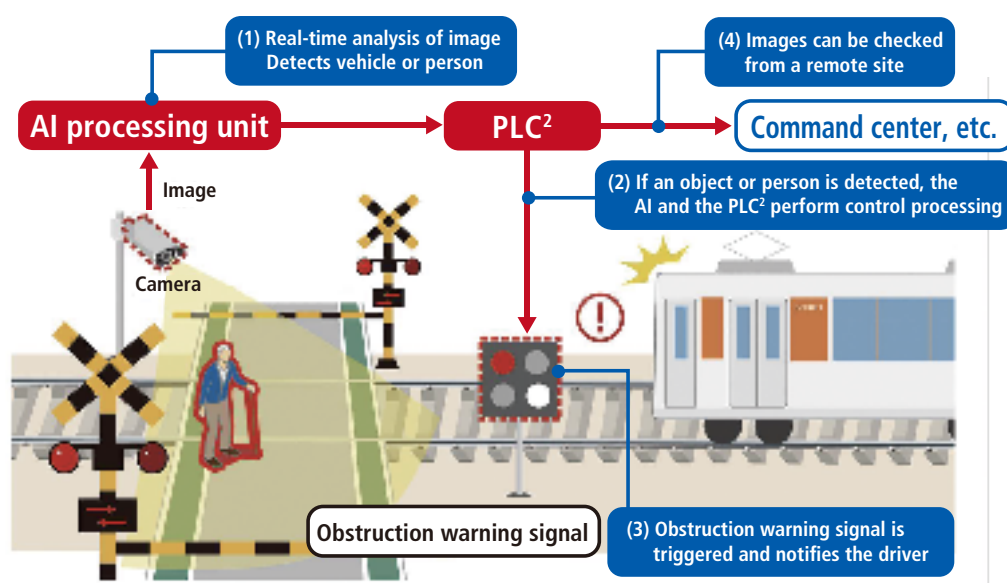 (1) Real-time analysis of image
Detects vehicle or person
(4) Images can be checked
from a remote site
AI processing unit
PLC²
Command center, etc.
Image
(2) If an object or person is detected, the
AI and the PLC² perform control processing
Camera
Obstruction warning signal
(3) Obstruction warning signal is
triggered and notifies the driver